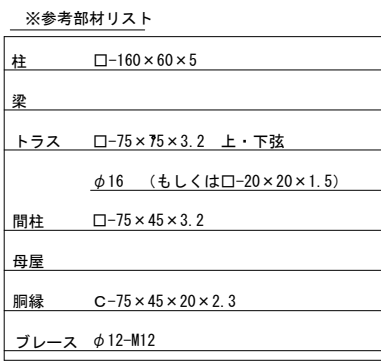 ※参考部材リスト
柱 □-160×60×5
梁
トラス □-75×75×3.2 上・下弦
φ16 (もしくは□-20×20×1.5)
間柱 □-75×45×3.2
母屋
胴縁 C-75×45×20×2.3
ブレース φ12-M12